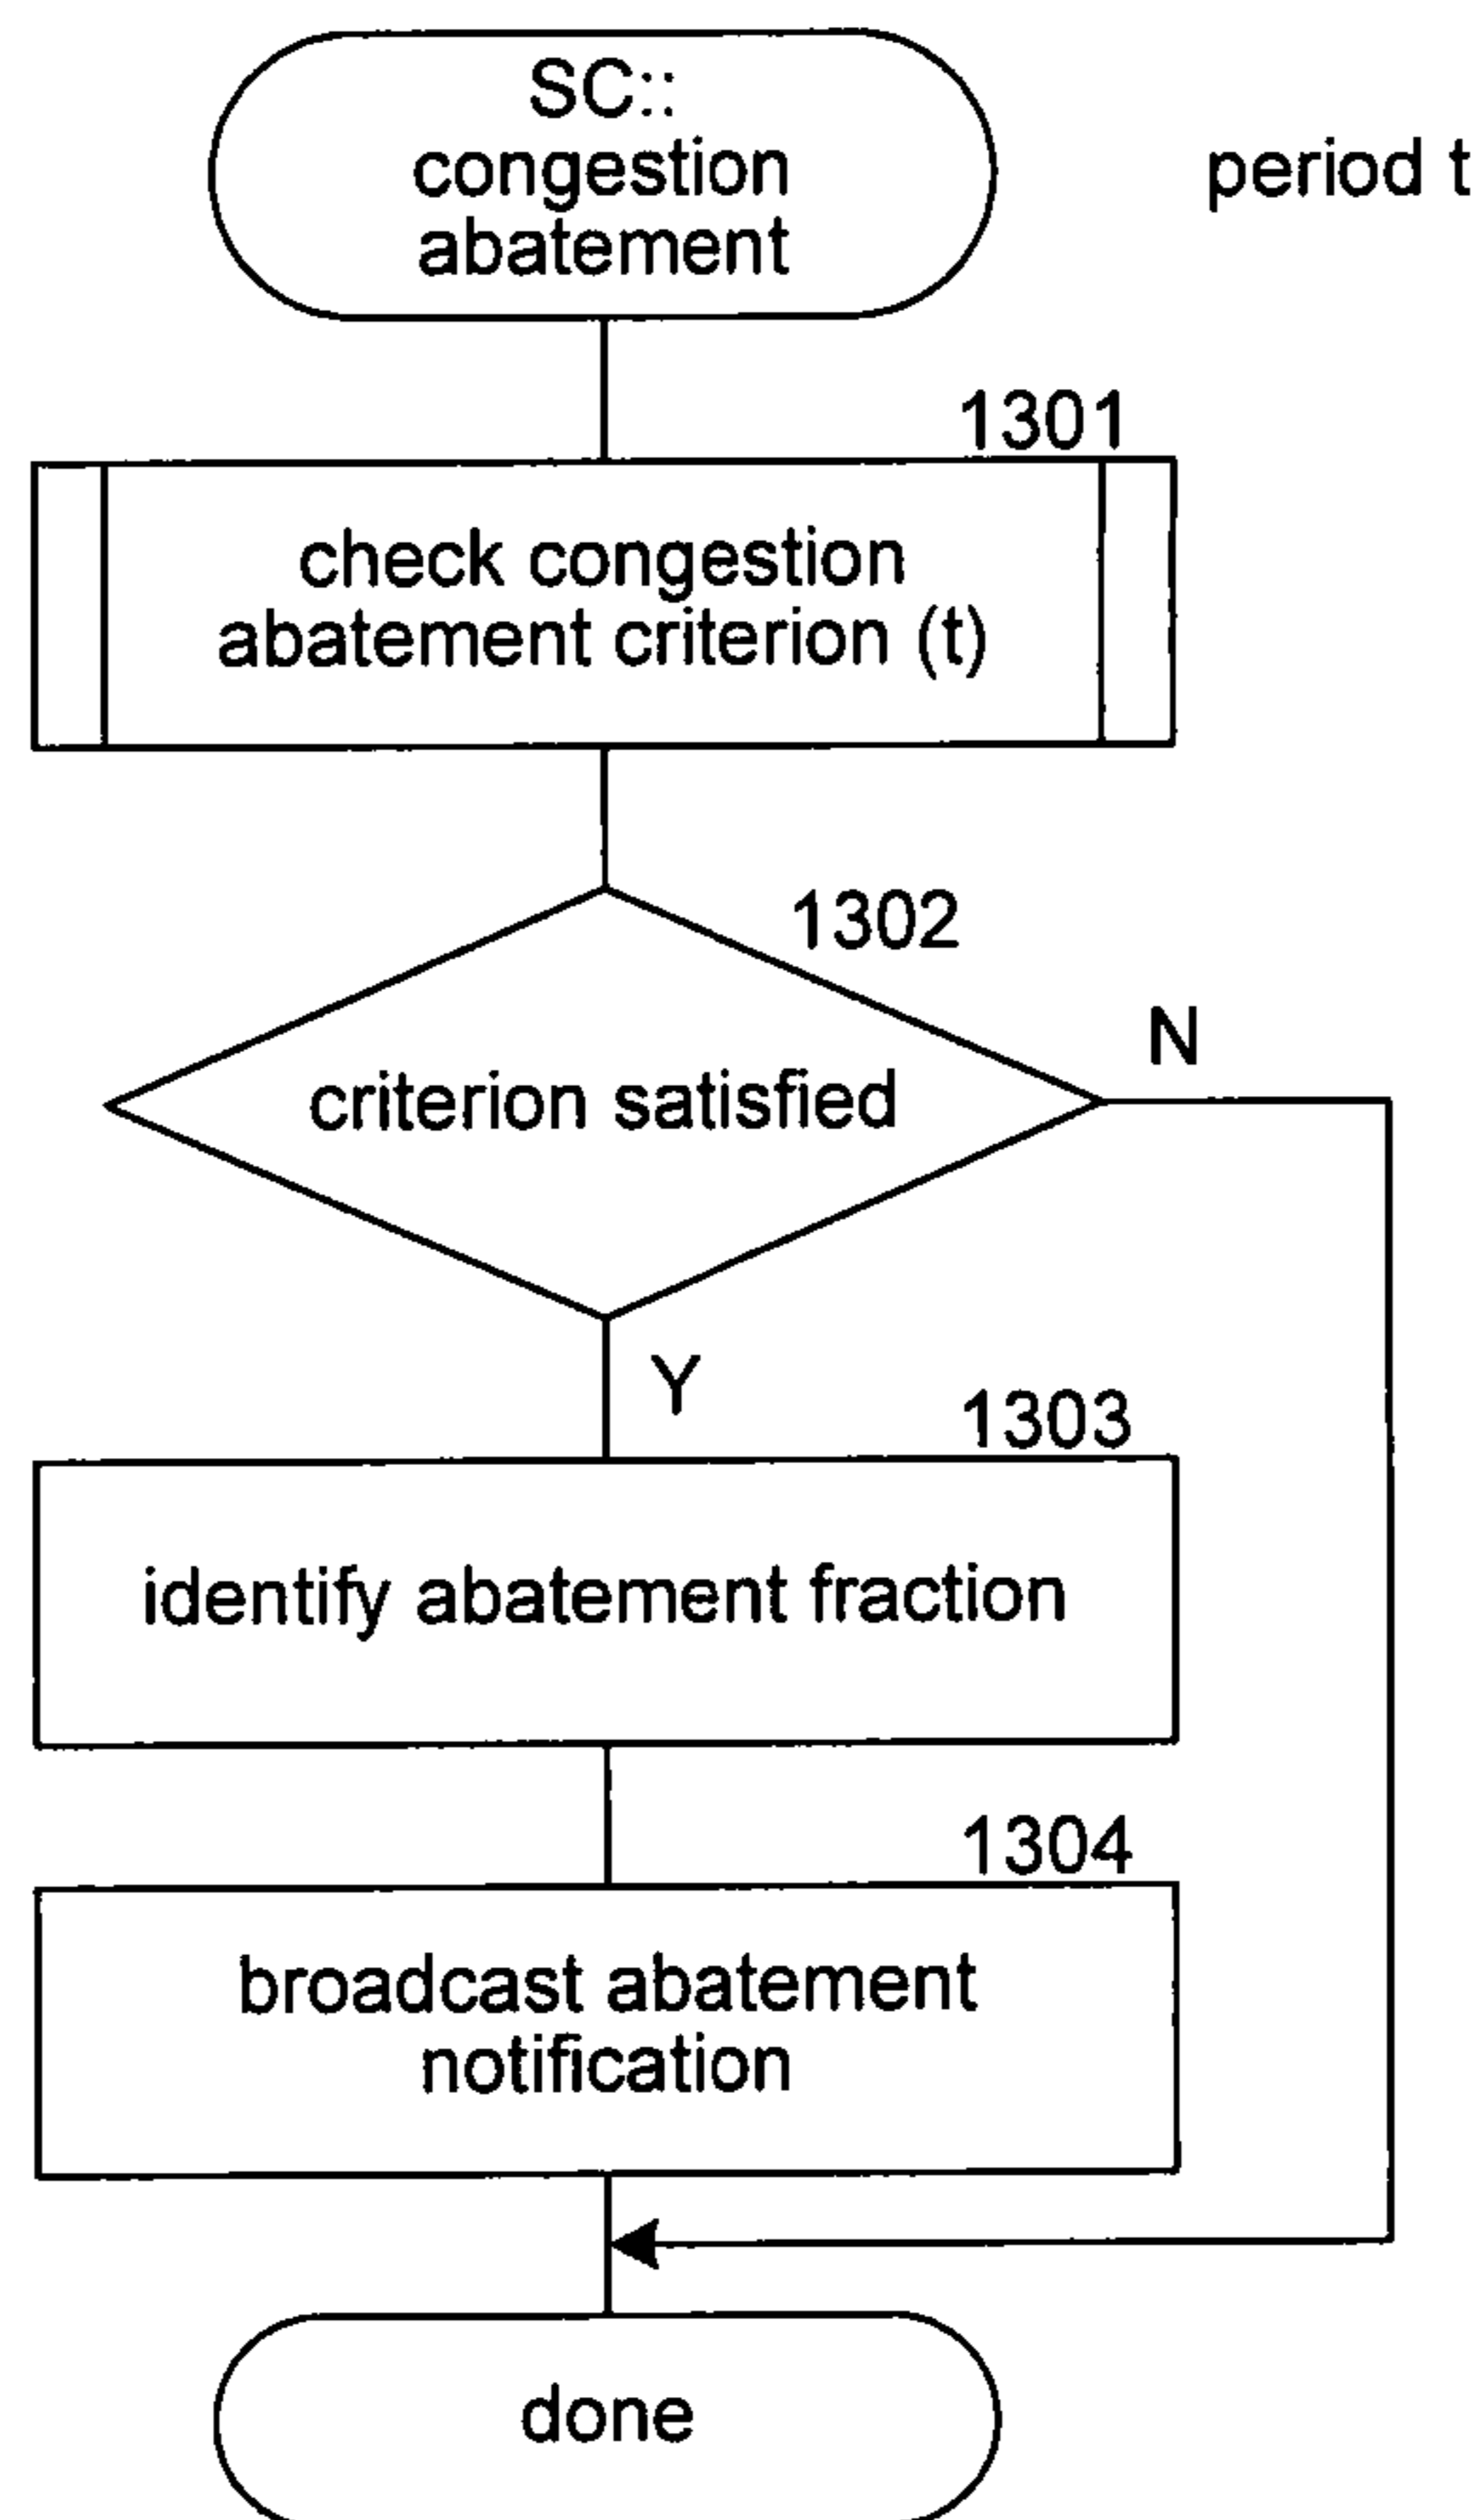 SC::
congestion
abatement
period t
1301
check congestion
abatement criterion (t)
1302
N
criterion satisfied
Y
1303
identify abatement fraction
1304
broadcast abatement
notification
done